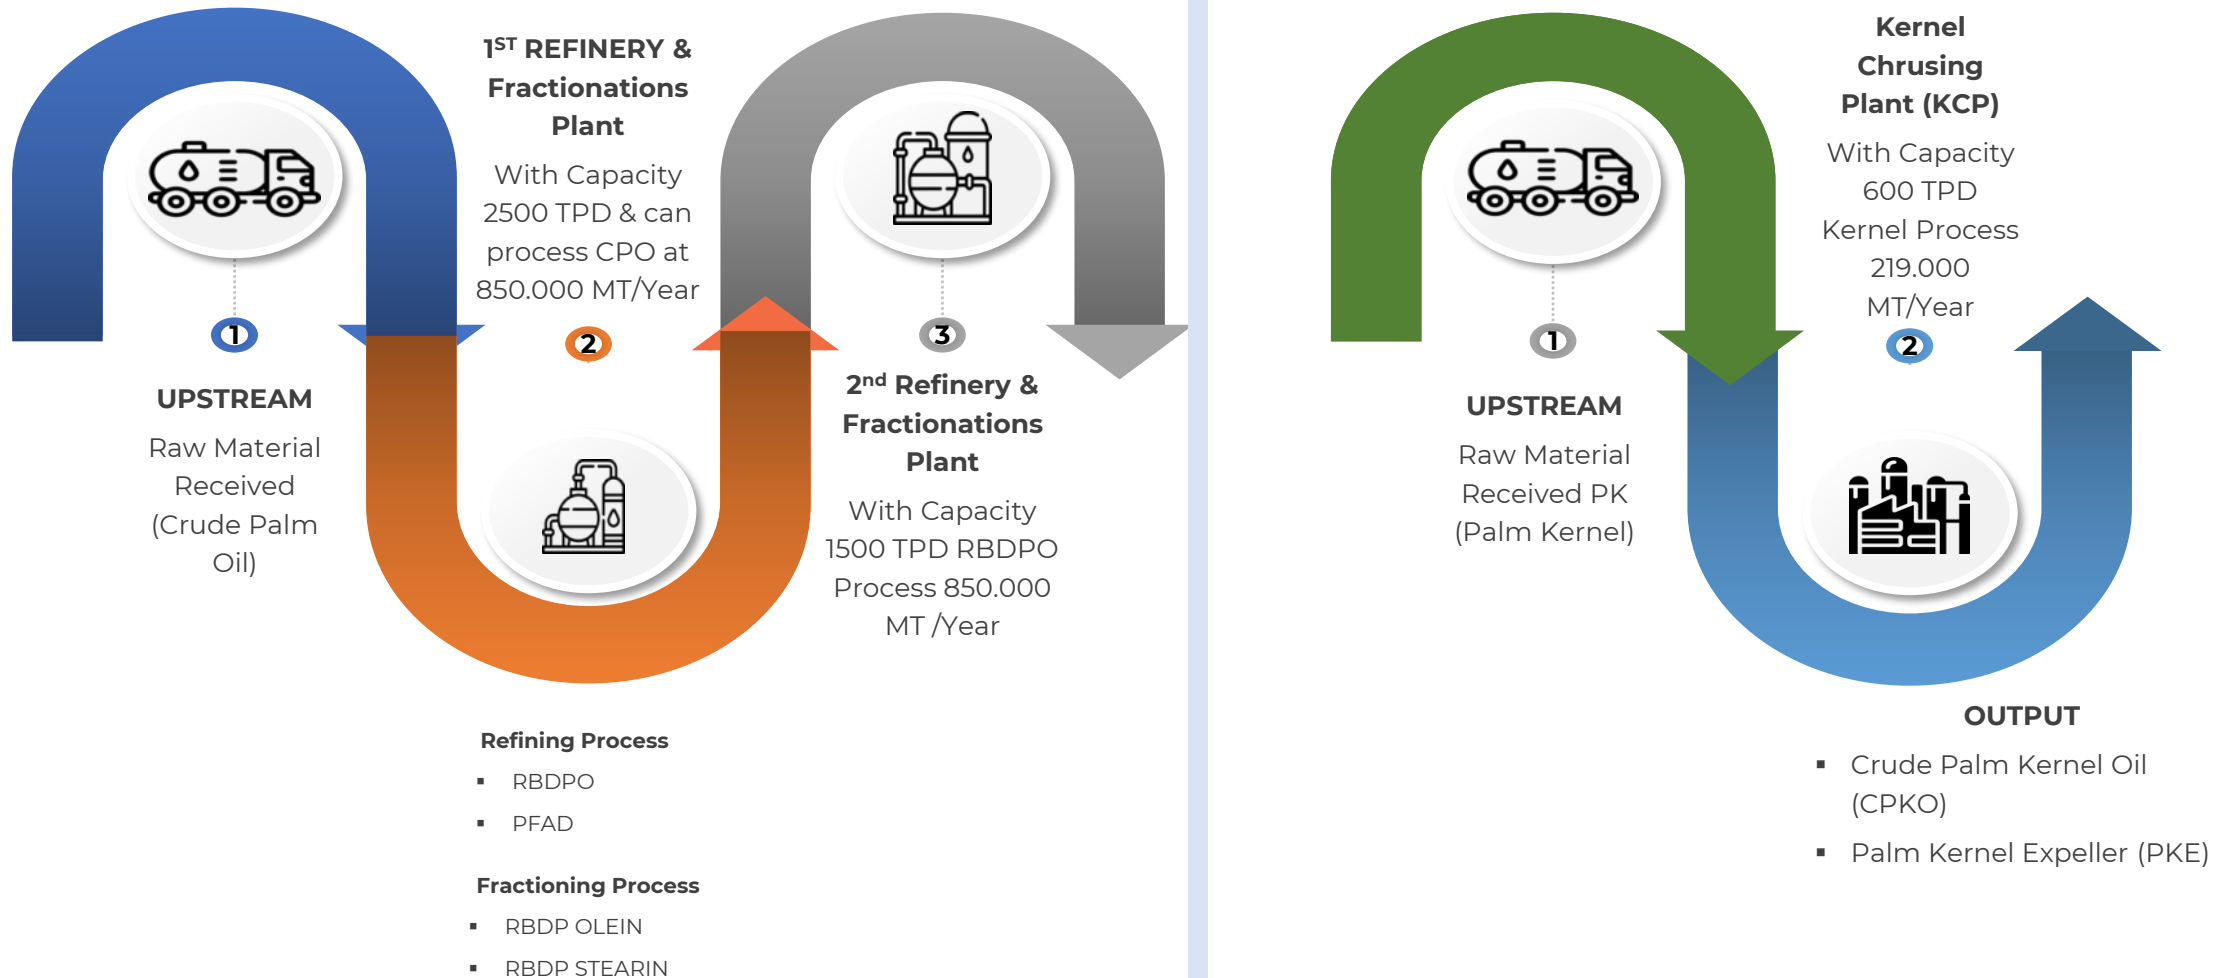 1
UPSTREAM
Raw Material
Received
(Crude Palm
Oil)
1ST REFINERY &
Fractionations
Plant
With Capacity
2500 TPD & can
process CPO at
850.000 MT/Year
2
Refining Process
▪ RBDPO
▪ PFAD
Fractioning Process
▪ RBDP OLEIN
▪ RBDP STEARIN
3
2nd Refinery &
Fractionations
Plant
With Capacity
1500 TPD RBDPO
Process 850.000
MT /Year
1
UPSTREAM
Raw Material
Received PK
(Palm Kernel)
Kernel
Chrusing
Plant (KCP)
With Capacity
600 TPD
Kernel Process
219.000
MT/Year
2
OUTPUT
▪ Crude Palm Kernel Oil
(CPKO)
▪ Palm Kernel Expeller (PKE)